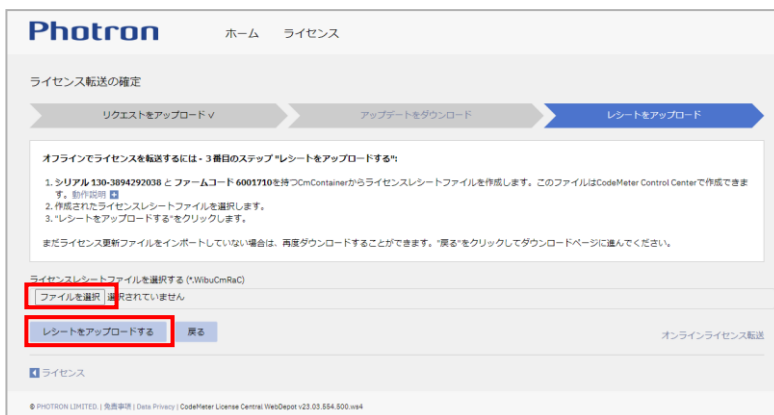 Photron
ホーム ライセンス
ライセンス転送の確定
リクエストをアップロード √ アップデートをダウンロード レシートをアップロード
オフラインでライセンスを転送するには - 3番目のステップ "レシートをアップロードする":
1. シリアル 130-3894292038 と ファームコード 6001710を持つCmContainerからライセンスレシートファイルを作成します。このファイルはCodeMeter Control Centerで作成できま
す。動作説明
2. 作成されたライセンスレシートファイルを選択します。
3. "レシートをアップロードする"をクリックします。
まだライセンス更新ファイルをインポートしていない場合は、再度ダウンロードすることができます。"戻る"をクリックしてダウンロードページに進んでください。
ライセンスレシートファイルを選択する (*.WibuCmRaC)
ファイルを選択 選択されていません
レシートをアップロードする 戻る
オンラインライセンス転送
ライセンス
© PHOTRON LIMITED. | 免責事項 | Data Privacy | CodeMeter License Central WebDepot v23.03.554.500.ws4